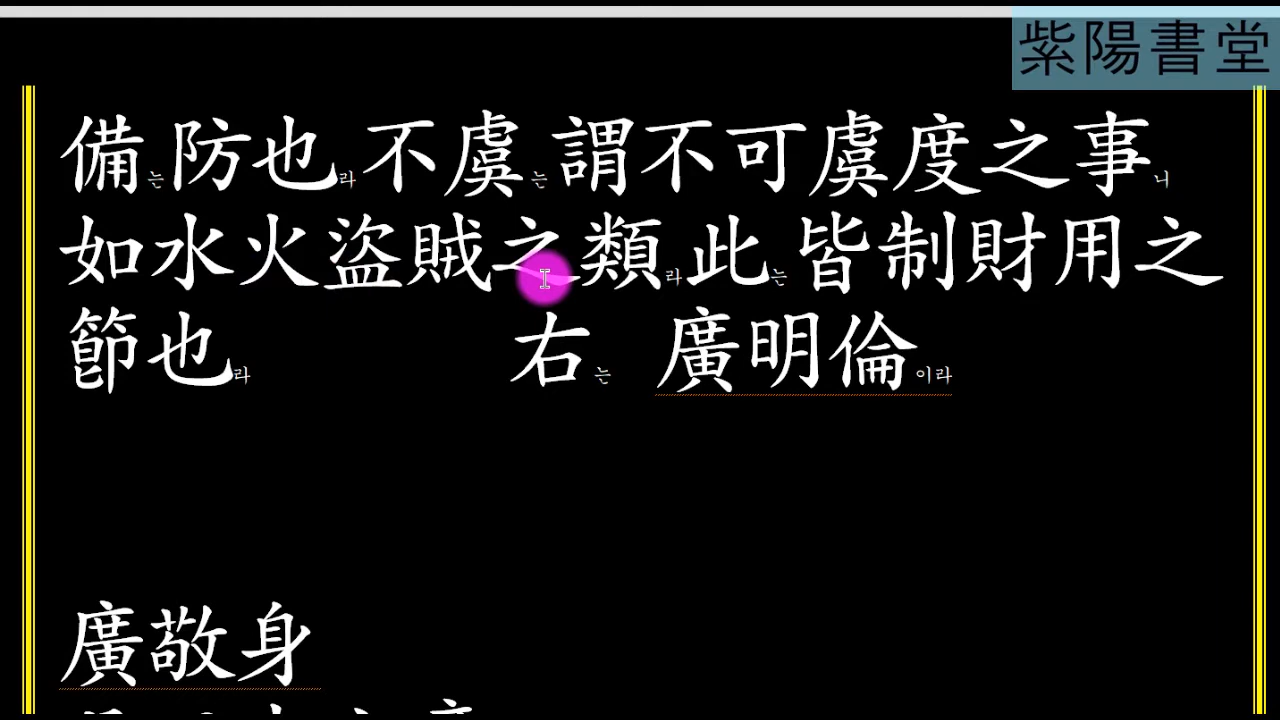 紫陽書堂
備는防也라不虞는謂不可虞度之事니
如水火盜賊之類라此는皆制財用之
節也라 右는 廣明倫이라
廣敬身